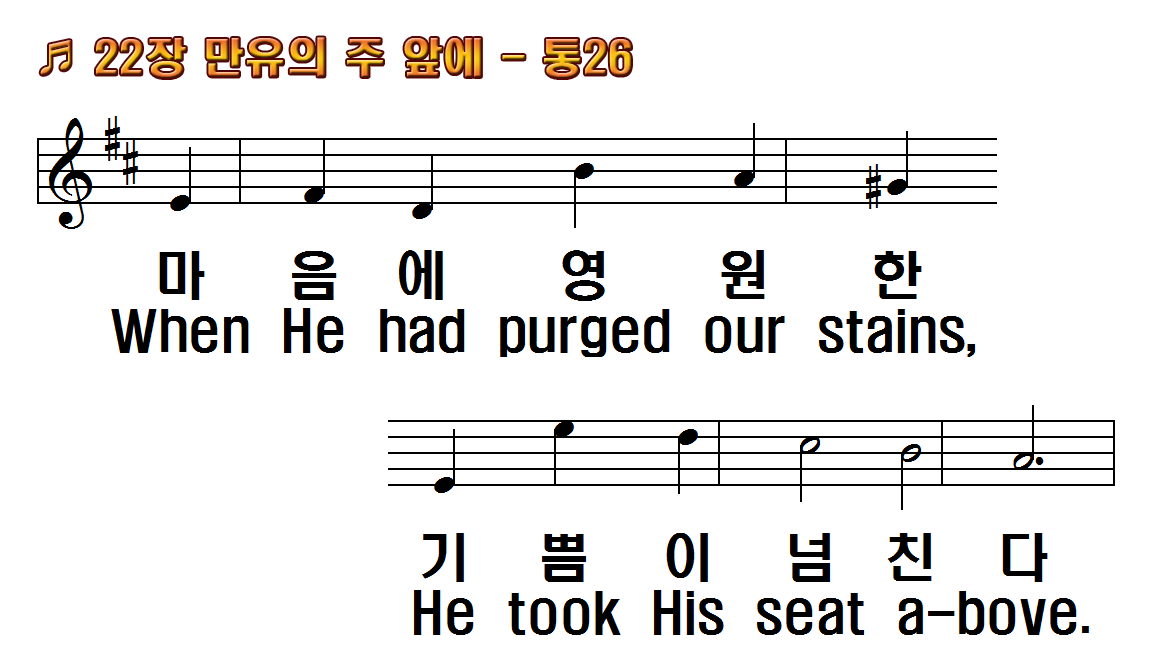 ♬ 22장 만유의 주 앞에 - 통26
마 음 에 영 원 한
When He had purged our stains,
기 쁨 이 넘 친 다
He took His seat a-bove.